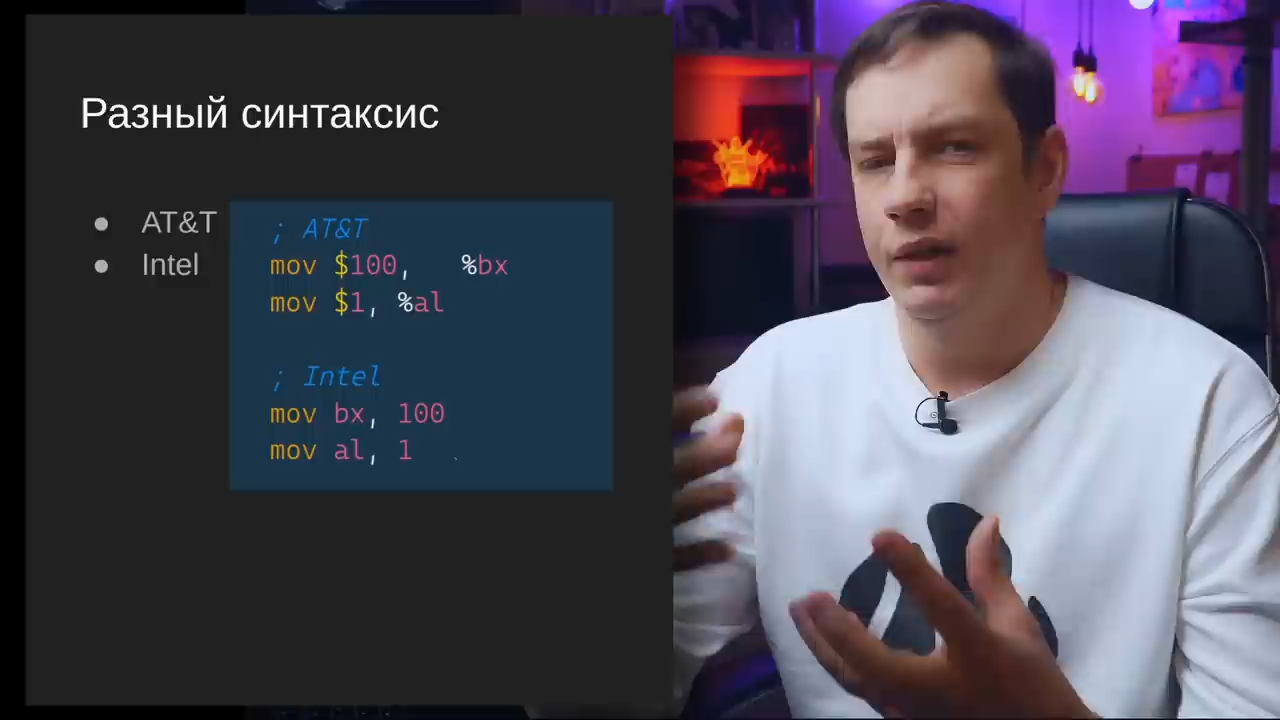 Разный синтаксис
● AT&T
● Intel
; AT&T
mov $100,   %bx
mov $1, %al
; Intel
mov bx, 100
mov al, 1